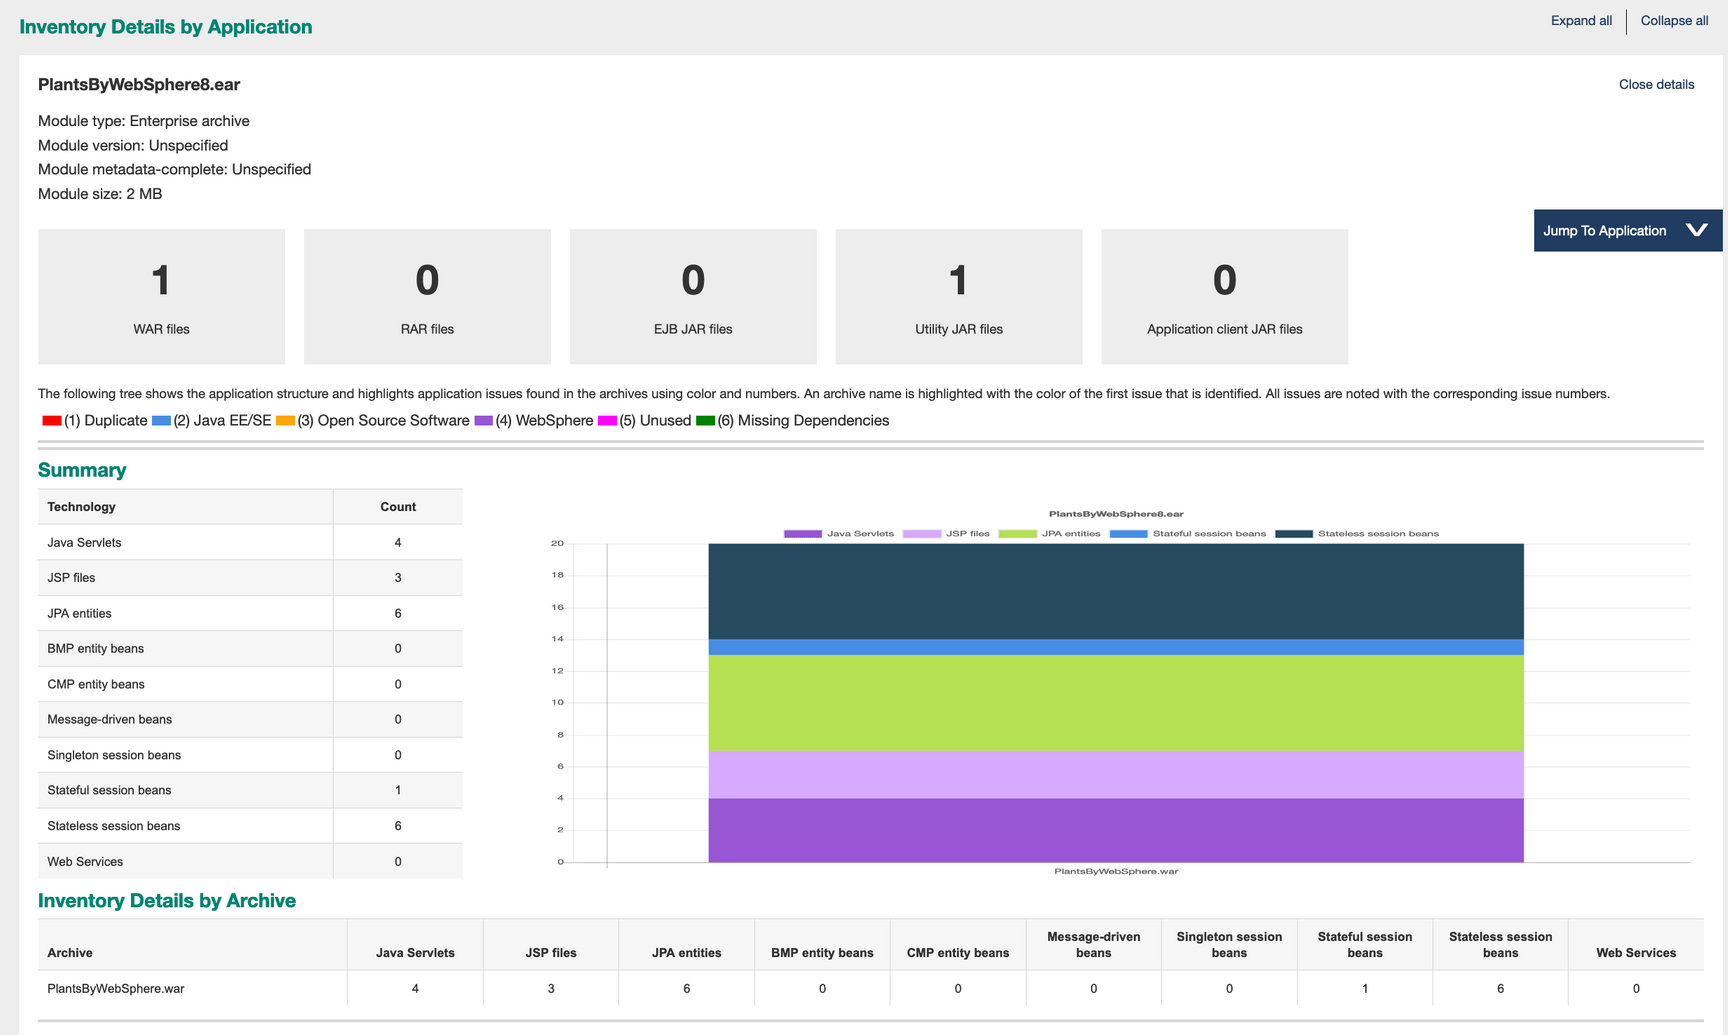 Inventory Details by Application
Expand all
Collapse all
PlantsByWebSphere8.ear
Close details
Module type: Enterprise archive
Module version: Unspecified
Module metadata-complete: Unspecified
Module size: 2 MB
Jump To Application
1
WAR files
0
RAR files
0
EJB JAR files
1
Utility JAR files
0
Application client JAR files
The following tree shows the application structure and highlights application issues found in the archives using color and numbers. An archive name is highlighted with the color of the first issue that is identified. All issues are noted with the corresponding issue numbers.
(1) Duplicate (2) Java EE/SE (3) Open Source Software (4) WebSphere (5) Unused (6) Missing Dependencies
Summary
Technology Count
Java Servlets 4
JSP files 3
JPA entities 6
BMP entity beans 0
CMP entity beans 0
Message-driven beans 0
Singleton session beans 0
Stateful session beans 1
Stateless session beans 6
Web Services 0
PlantsByWebSphere8.ear
Java Servlets JSP files JPA entities Stateful session beans Stateless session beans
20
18
16
14
12
10
8
6
4
2
0
PlantsByWebSphere.war
Inventory Details by Archive
Archive Java Servlets JSP files JPA entities BMP entity beans CMP entity beans Message-driven beans Singleton session beans Stateful session beans Stateless session beans Web Services
PlantsByWebSphere.war 4 3 6 0 0 0 0 1 6 0